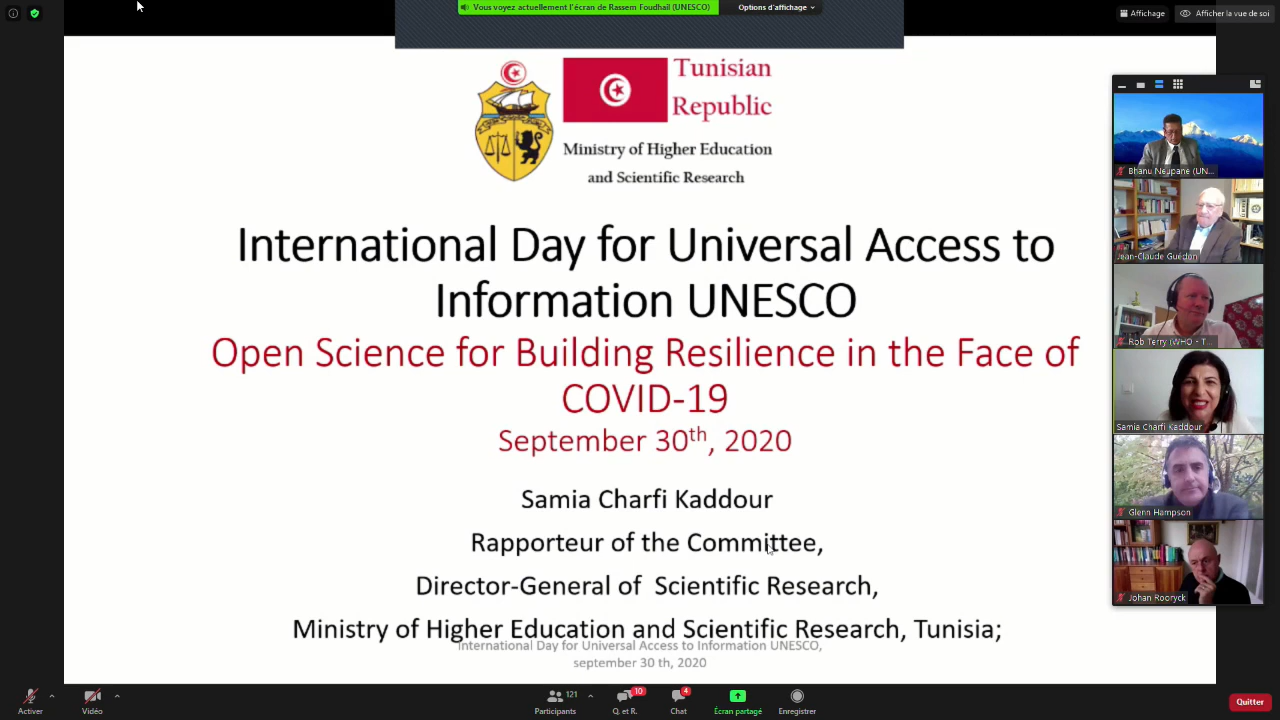 Vous voyez actuellement l'écran de Rassem Foudhaïl (UNESCO)
Options d'affichage
Affichage
Afficher la vue de soi
Tunisian
Republic
Ministry of Higher Education
and Scientific Research
International Day for Universal Access to
Information UNESCO
Open Science for Building Resilience in the Face of
COVID-19
September 30th, 2020
Samia Charfi Kaddour
Rapporteur of the Committee,
Director-General of Scientific Research,
Ministry of Higher Education and Scientific Research, Tunisia;
International Day for Universal Access to Information UNESCO,
september 30 th, 2020
Bhanu Neupane (UN...
Jean-Claude Guédon
Rob Terry (WHO - T...
Samia Charfi Kaddour
Glenn Hampson
Johan Rooryck
Activer
Vidéo
121
Participants
10
Q. et R.
4
Chat
Écran partagé
Enregistrer
Quitter